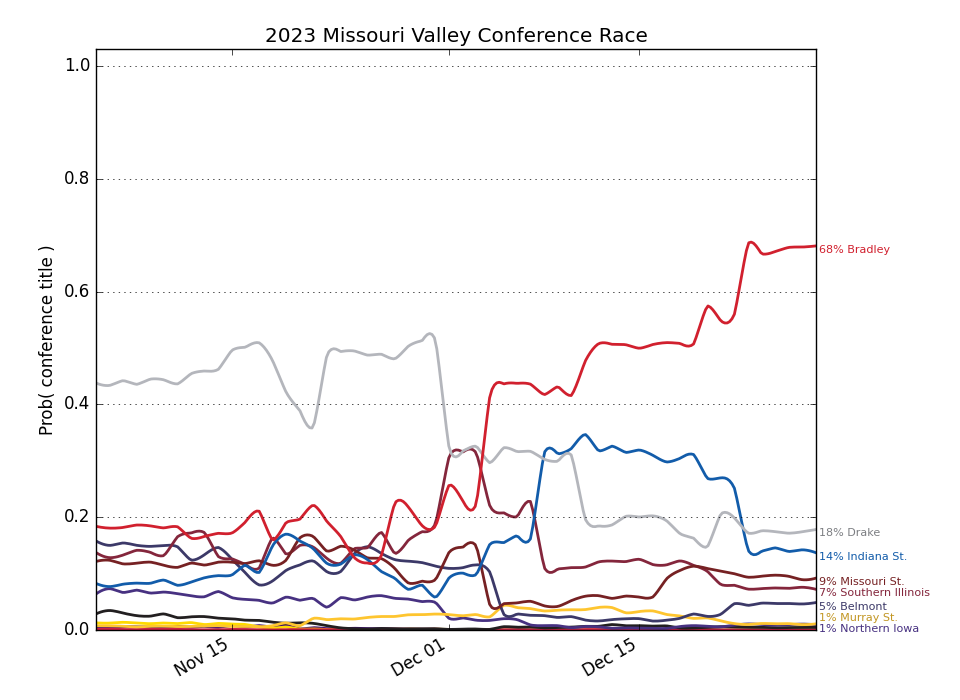 2023 Missouri Valley Conference Race
Prob( conference title )
1.0
0.8
0.6
0.4
0.2
0.0
Nov 15
Dec 01
Dec 15
68% Bradley
18% Drake
14% Indiana St.
9% Missouri St.
7% Southern Illinois
5% Belmont
1% Murray St.
1% Northern Iowa